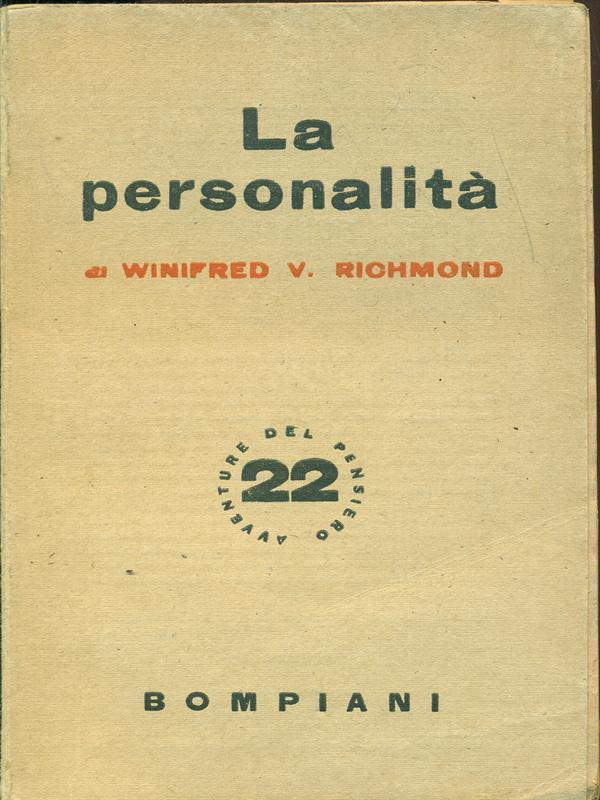 La
personalità
di WINIFRED V. RICHMOND
AVVENTURE DEL PENSIERO
22
BOMPIANI